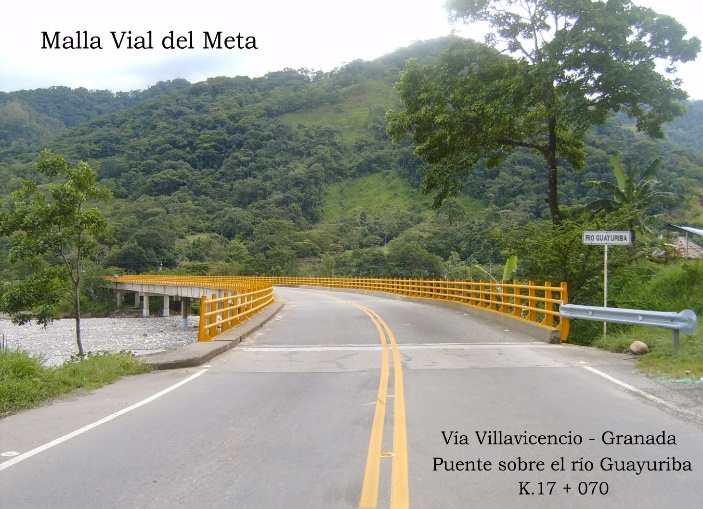 Malla Vial del Meta
RIO GUAYURIBA
Vía Villavicencio - Granada
Puente sobre el río Guayuriba
K.17 + 070